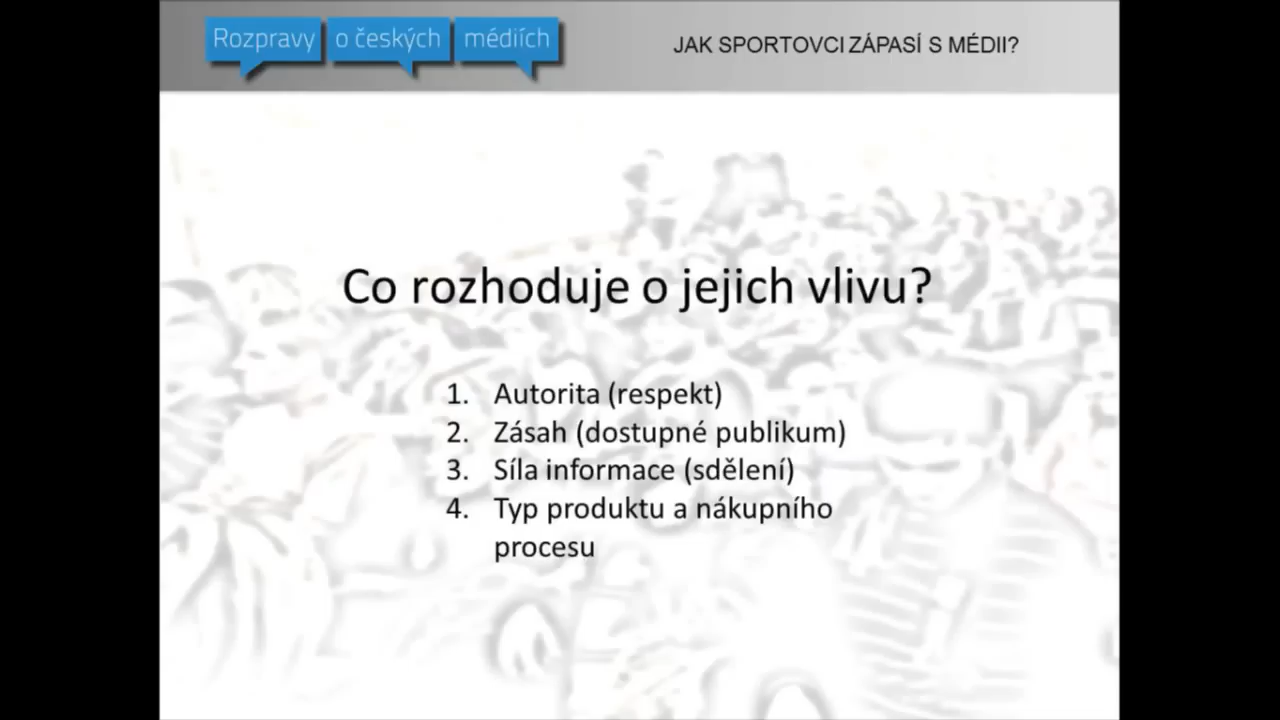 Rozpravy o českých médiích
JAK SPORTOVCI ZÁPASÍ S MÉDII?
Co rozhoduje o jejich vlivu?
1. Autorita (respekt)
2. Zásah (dostupné publikum)
3. Síla informace (sdělení)
4. Typ produktu a nákupního
procesu